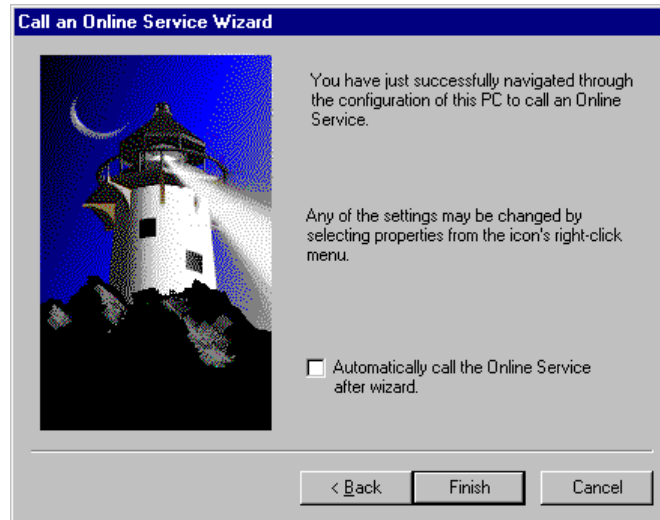 Call an Online Service Wizard
You have just successfully navigated through
the configuration of this PC to call an Online
Service.
Any of the settings may be changed by
selecting properties from the icon's right-click
menu.
Automatically call the Online Service
after wizard.
< Back
Finish
Cancel